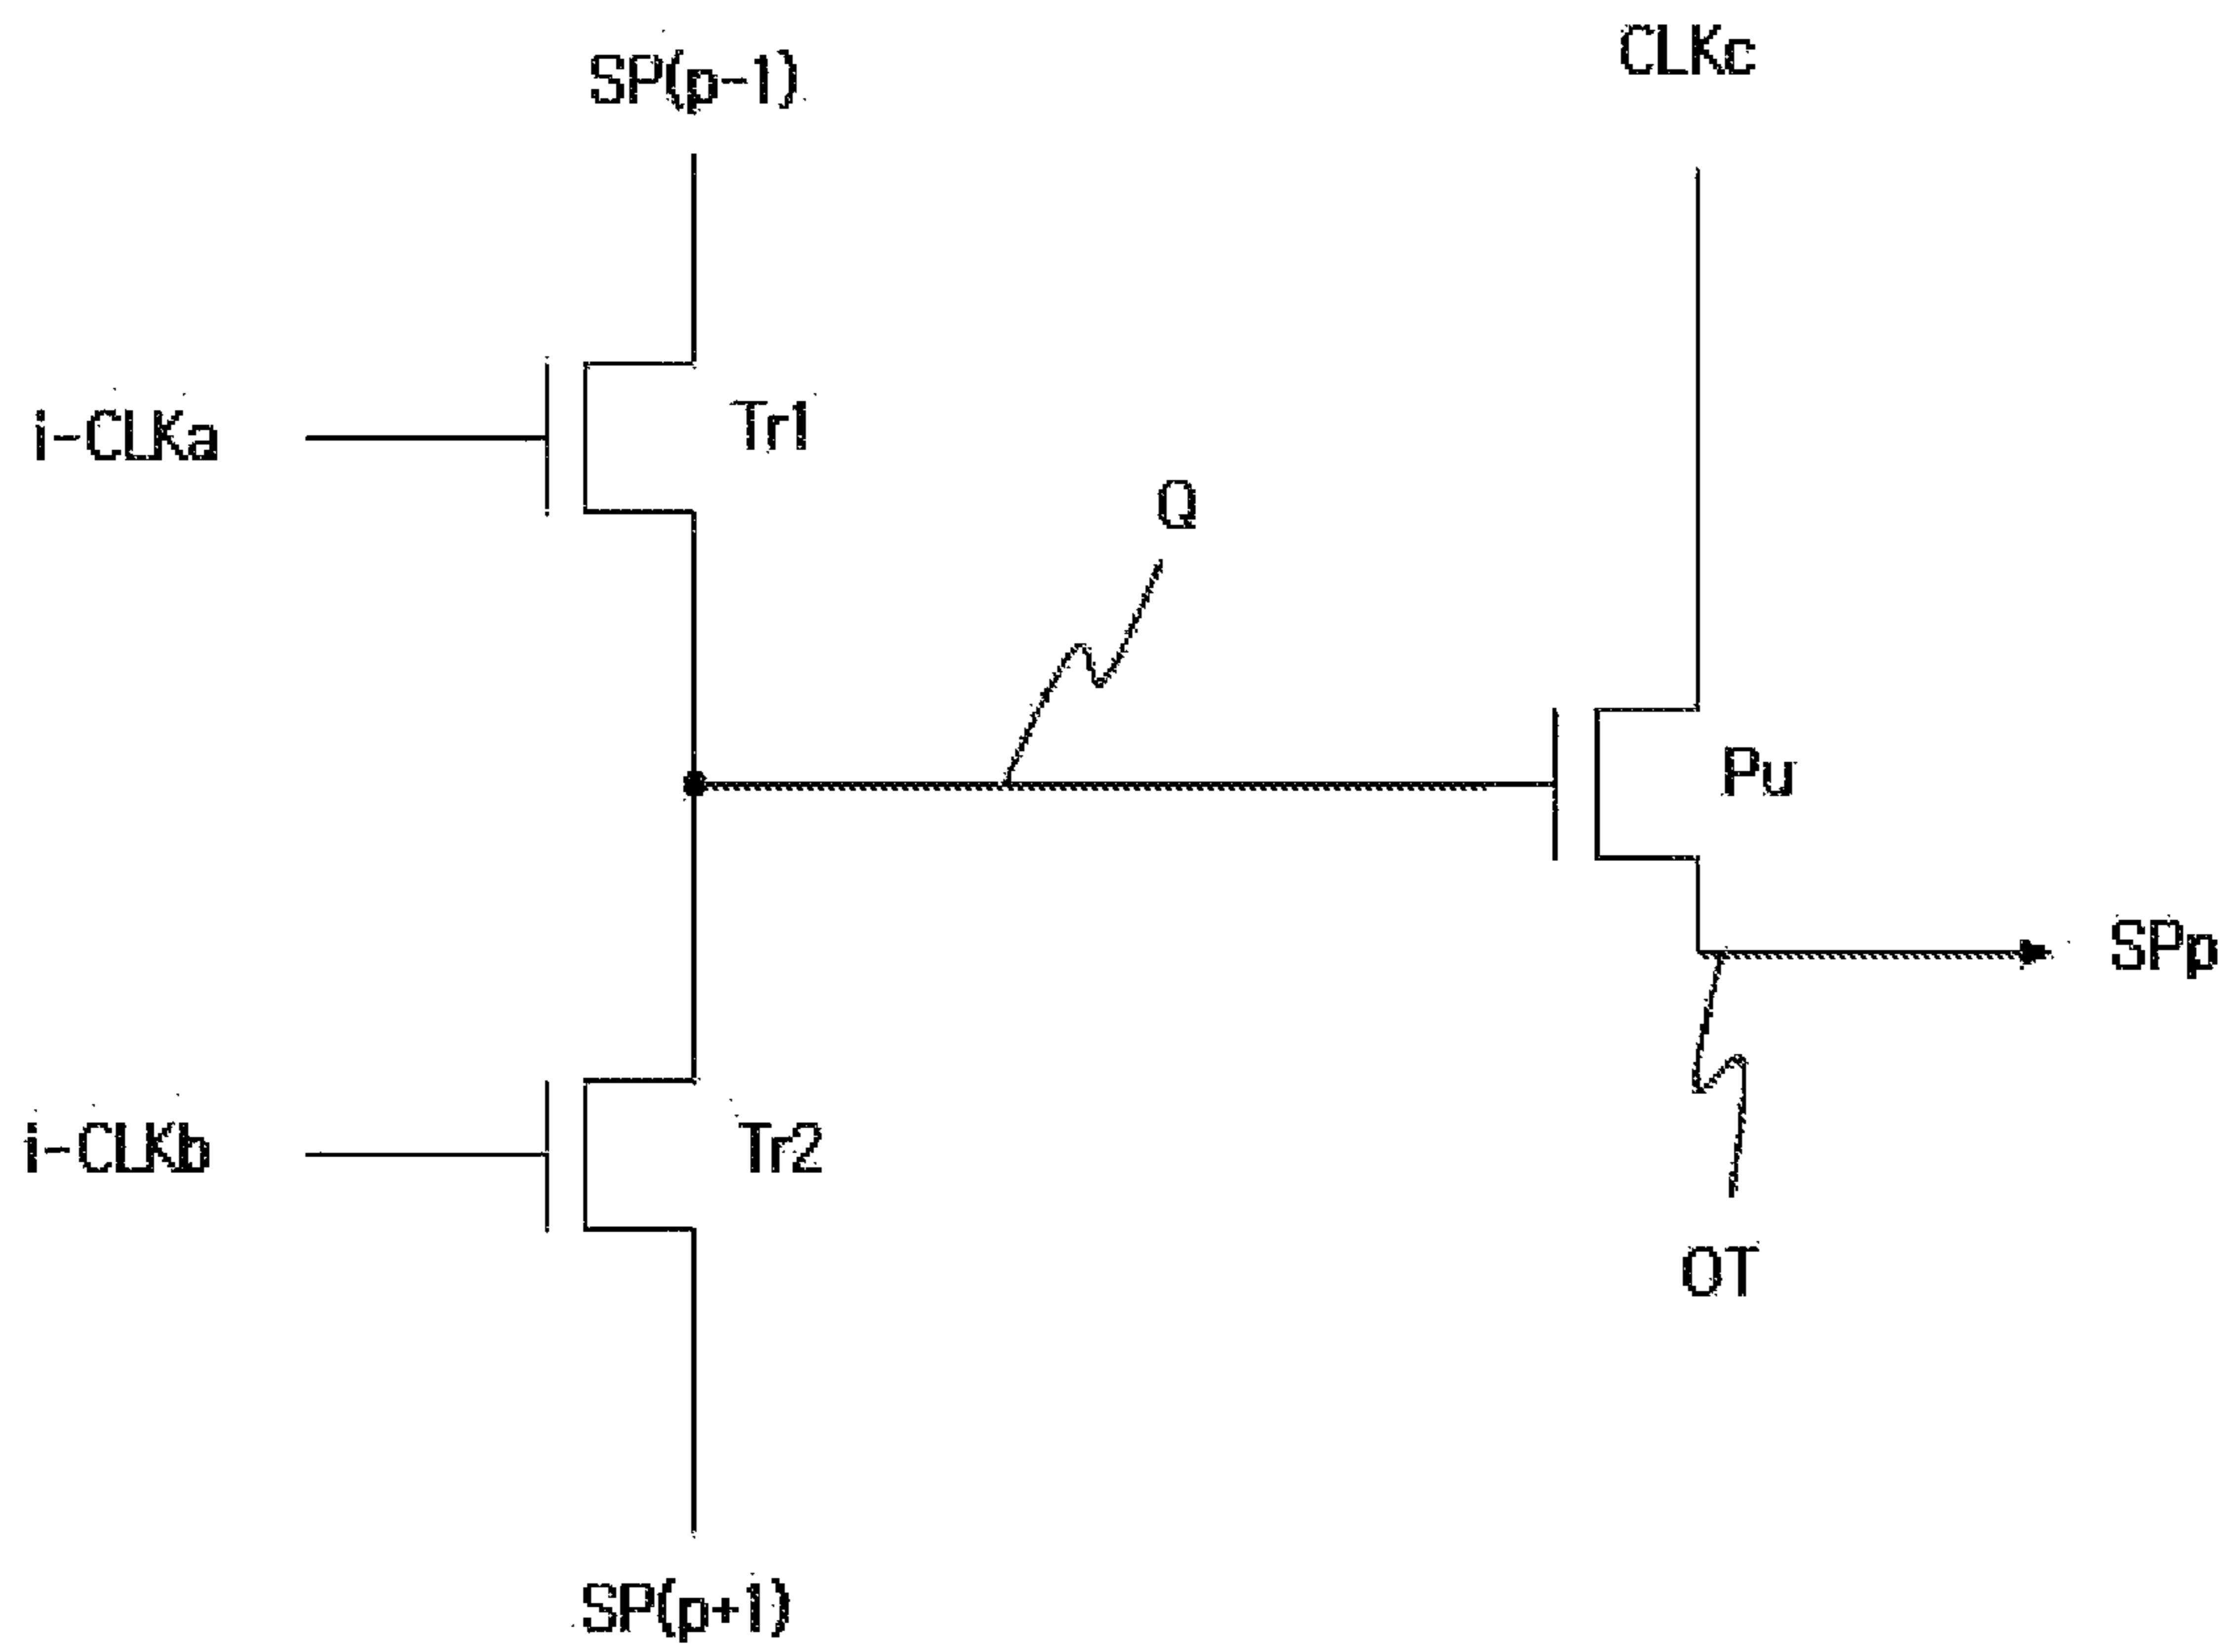 SP(p-1)
CLKc
i-CLKa
Tr1
Q
Pu
SPp
i-CLKb
Tr2
OT
SP(p+1)